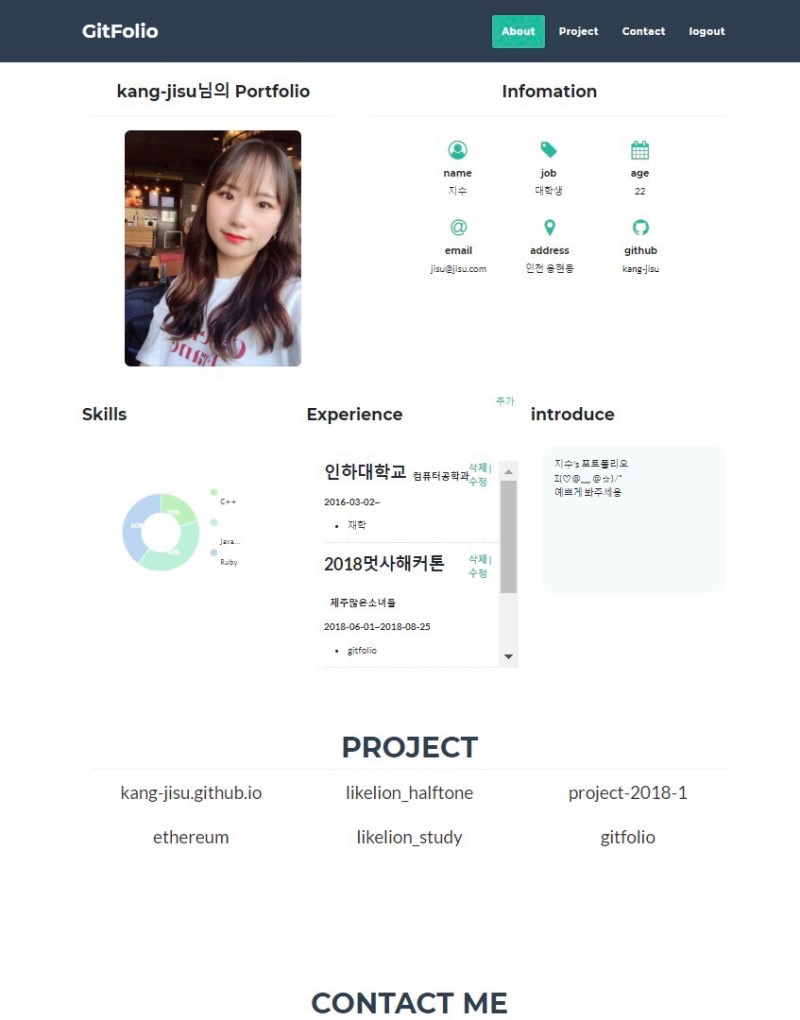 GitFolio
About
Project
Contact
logout
kang-jisu님의 Portfolio
Infomation
name
지수
job
대학생
age
22
email
jisu@jisu.com
address
인천 용현동
github
kang-jisu
Skills
C++
Java...
Ruby
20%
40%
40%
Experience
추가
인하대학교 컴퓨터공학과
삭제 |
수정
2016-03-02~
재학
2018멋사해커톤
삭제 |
수정
제주많은소녀들
2018-06-01~2018-08-25
gitfolio
introduce
지수's 포트폴리오
예쁘게 봐주세용
PROJECT
kang-jisu.github.io
likelion_halftone
project-2018-1
ethereum
likelion_study
gitfolio
CONTACT ME